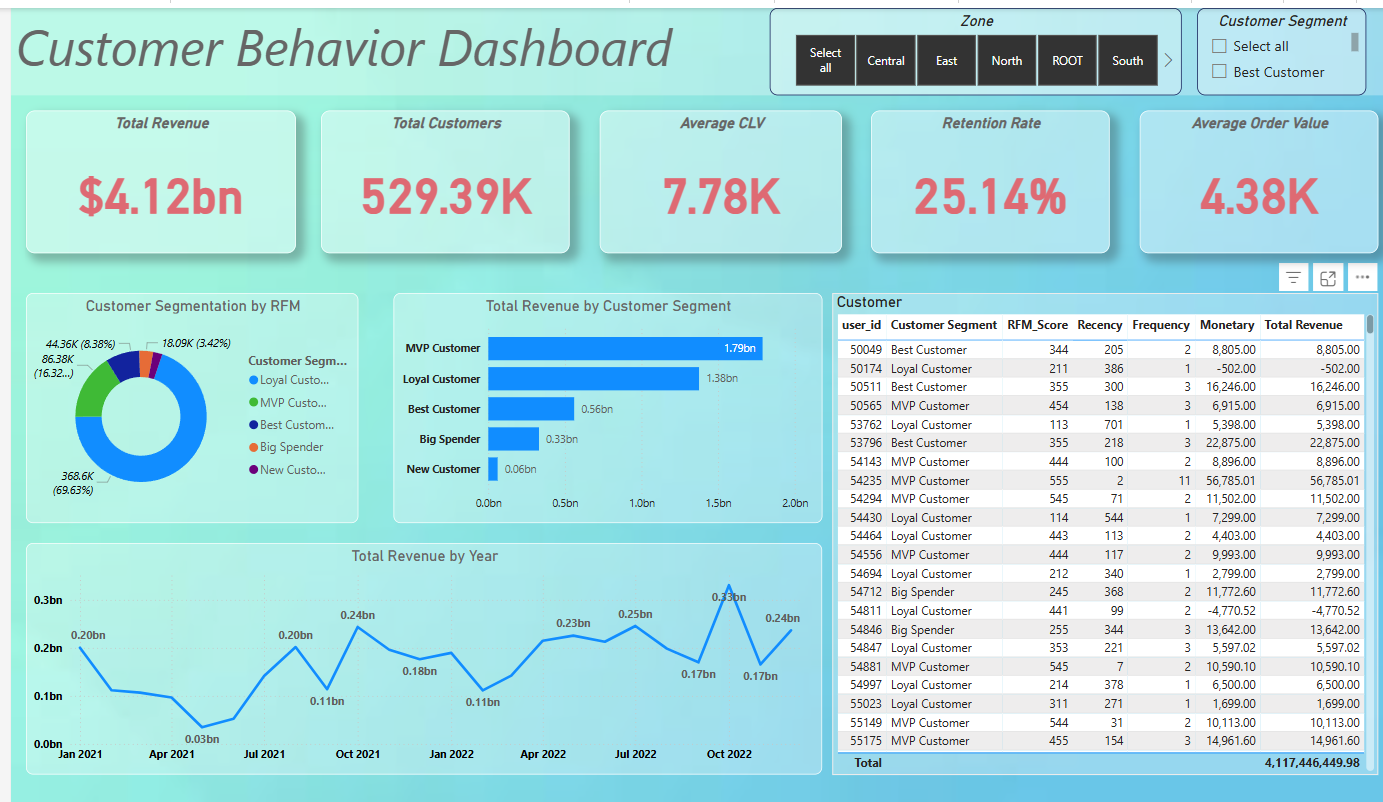 Customer Behavior Dashboard
Zone
Select all
Central
East
North
ROOT
South
Customer Segment
Select all
Best Customer
Total Revenue
$4.12bn
Total Customers
529.39K
Average CLV
7.78K
Retention Rate
25.14%
Average Order Value
4.38K
Customer Segmentation by RFM
44.36K (8.38%)
18.09K (3.42%)
86.38K
(16.32...)
368.6K
(69.63%)
Customer Segm...
Loyal Custo...
MVP Custo...
Best Custom...
Big Spender
New Custo...
Total Revenue by Customer Segment
MVP Customer 1.79bn
Loyal Customer 1.38bn
Best Customer 0.56bn
Big Spender 0.33bn
New Customer 0.06bn
0.0bn 0.5bn 1.0bn 1.5bn 2.0bn
Total Revenue by Year
0.3bn
0.2bn
0.1bn
0.0bn
0.20bn
0.03bn
0.20bn
0.11bn
0.24bn
0.18bn
0.11bn
0.23bn
0.25bn
0.17bn
0.33bn
0.17bn
0.24bn
Jan 2021 Apr 2021 Jul 2021 Oct 2021 Jan 2022 Apr 2022 Jul 2022 Oct 2022
Customer
user_id Customer Segment RFM_Score Recency Frequency Monetary Total Revenue
50049 Best Customer 344 205 2 8,805.00 8,805.00
50174 Loyal Customer 211 386 1 -502.00 -502.00
50511 Best Customer 355 300 3 16,246.00 16,246.00
50565 MVP Customer 454 138 3 6,915.00 6,915.00
53762 Loyal Customer 113 701 1 5,398.00 5,398.00
53796 Best Customer 355 218 3 22,875.00 22,875.00
54143 MVP Customer 444 100 2 8,896.00 8,896.00
54235 MVP Customer 555 2 11 56,785.01 56,785.01
54294 MVP Customer 545 71 2 11,502.00 11,502.00
54430 Loyal Customer 114 544 1 7,299.00 7,299.00
54464 Loyal Customer 443 113 2 4,403.00 4,403.00
54556 MVP Customer 444 117 2 9,993.00 9,993.00
54694 Loyal Customer 212 340 1 2,799.00 2,799.00
54712 Big Spender 245 368 2 11,772.60 11,772.60
54811 Loyal Customer 441 99 2 -4,770.52 -4,770.52
54846 Big Spender 255 344 3 13,642.00 13,642.00
54847 Loyal Customer 353 221 3 5,597.02 5,597.02
54881 MVP Customer 545 7 2 10,590.10 10,590.10
54997 Loyal Customer 214 378 1 6,500.00 6,500.00
55023 Loyal Customer 311 271 1 1,699.00 1,699.00
55149 MVP Customer 544 31 2 10,113.00 10,113.00
55175 MVP Customer 455 154 3 14,961.60 14,961.60
Total 4,117,446,449.98